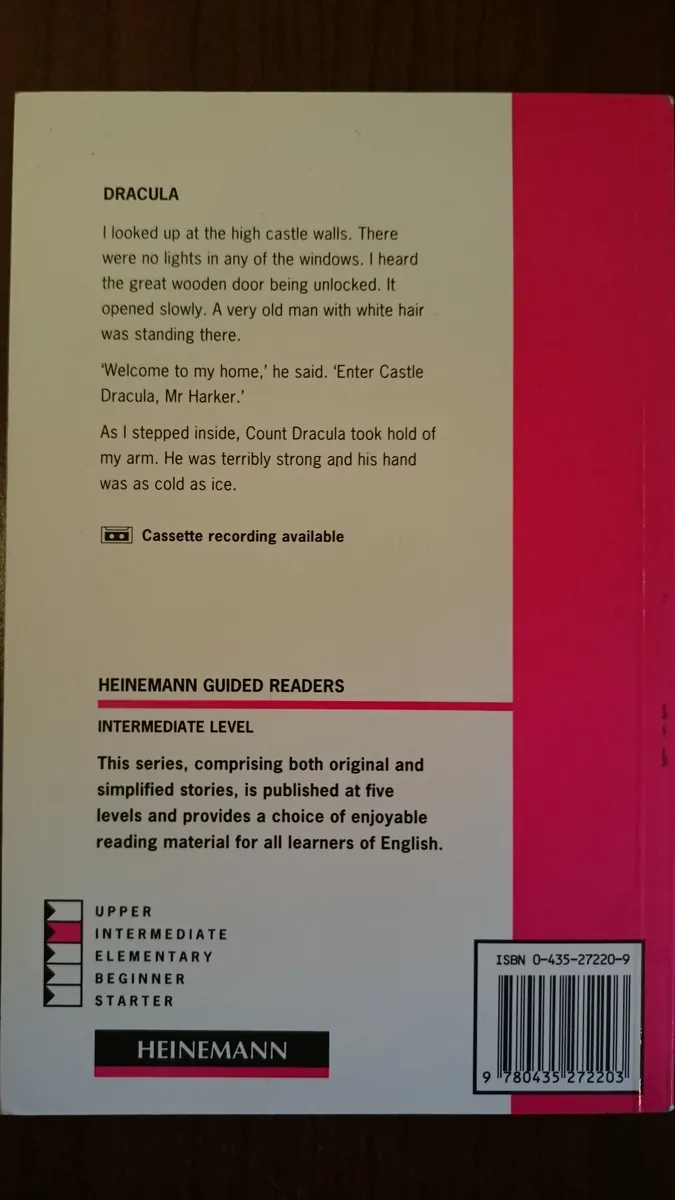 DRACULA
I looked up at the high castle walls. There
were no lights in any of the windows. I heard
the great wooden door being unlocked. It
opened slowly. A very old man with white hair
was standing there.
‘Welcome to my home,’ he said. ‘Enter Castle
Dracula, Mr Harker.’
As I stepped inside, Count Dracula took hold of
my arm. He was terribly strong and his hand
was as cold as ice.
Cassette recording available
HEINEMANN GUIDED READERS
INTERMEDIATE LEVEL
This series, comprising both original and
simplified stories, is published at five
levels and provides a choice of enjoyable
reading material for all learners of English.
UPPER
INTERMEDIATE
ELEMENTARY
BEGINNER
STARTER
HEINEMANN
ISBN 0-435-27220-9
9 780435 272203